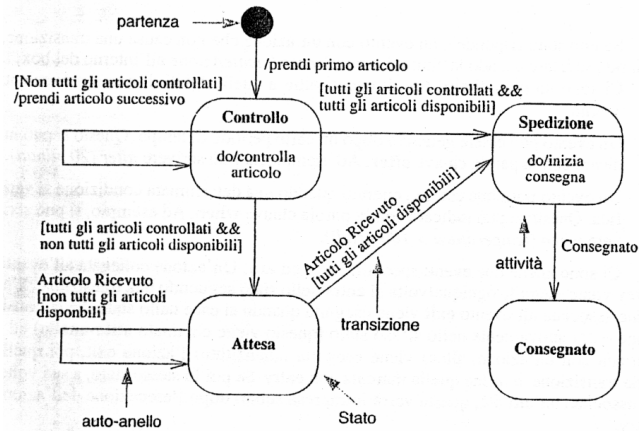 partenza
/prendi primo articolo
[Non tutti gli articoli controllati]
/prendi articolo successivo
[tutti gli articoli controllati &&
tutti gli articoli disponibili]
Controllo
do/controlla
articolo
Spedizione
do/inizia
consegna
[tutti gli articoli controllati &&
non tutti gli articoli disponibili]
Articolo Ricevuto
[tutti gli articoli disponibili]
Consegnato
attività
Articolo Ricevuto
[non tutti gli articoli
disponbili]
transizione
Attesa
Consegnato
auto-anello
Stato